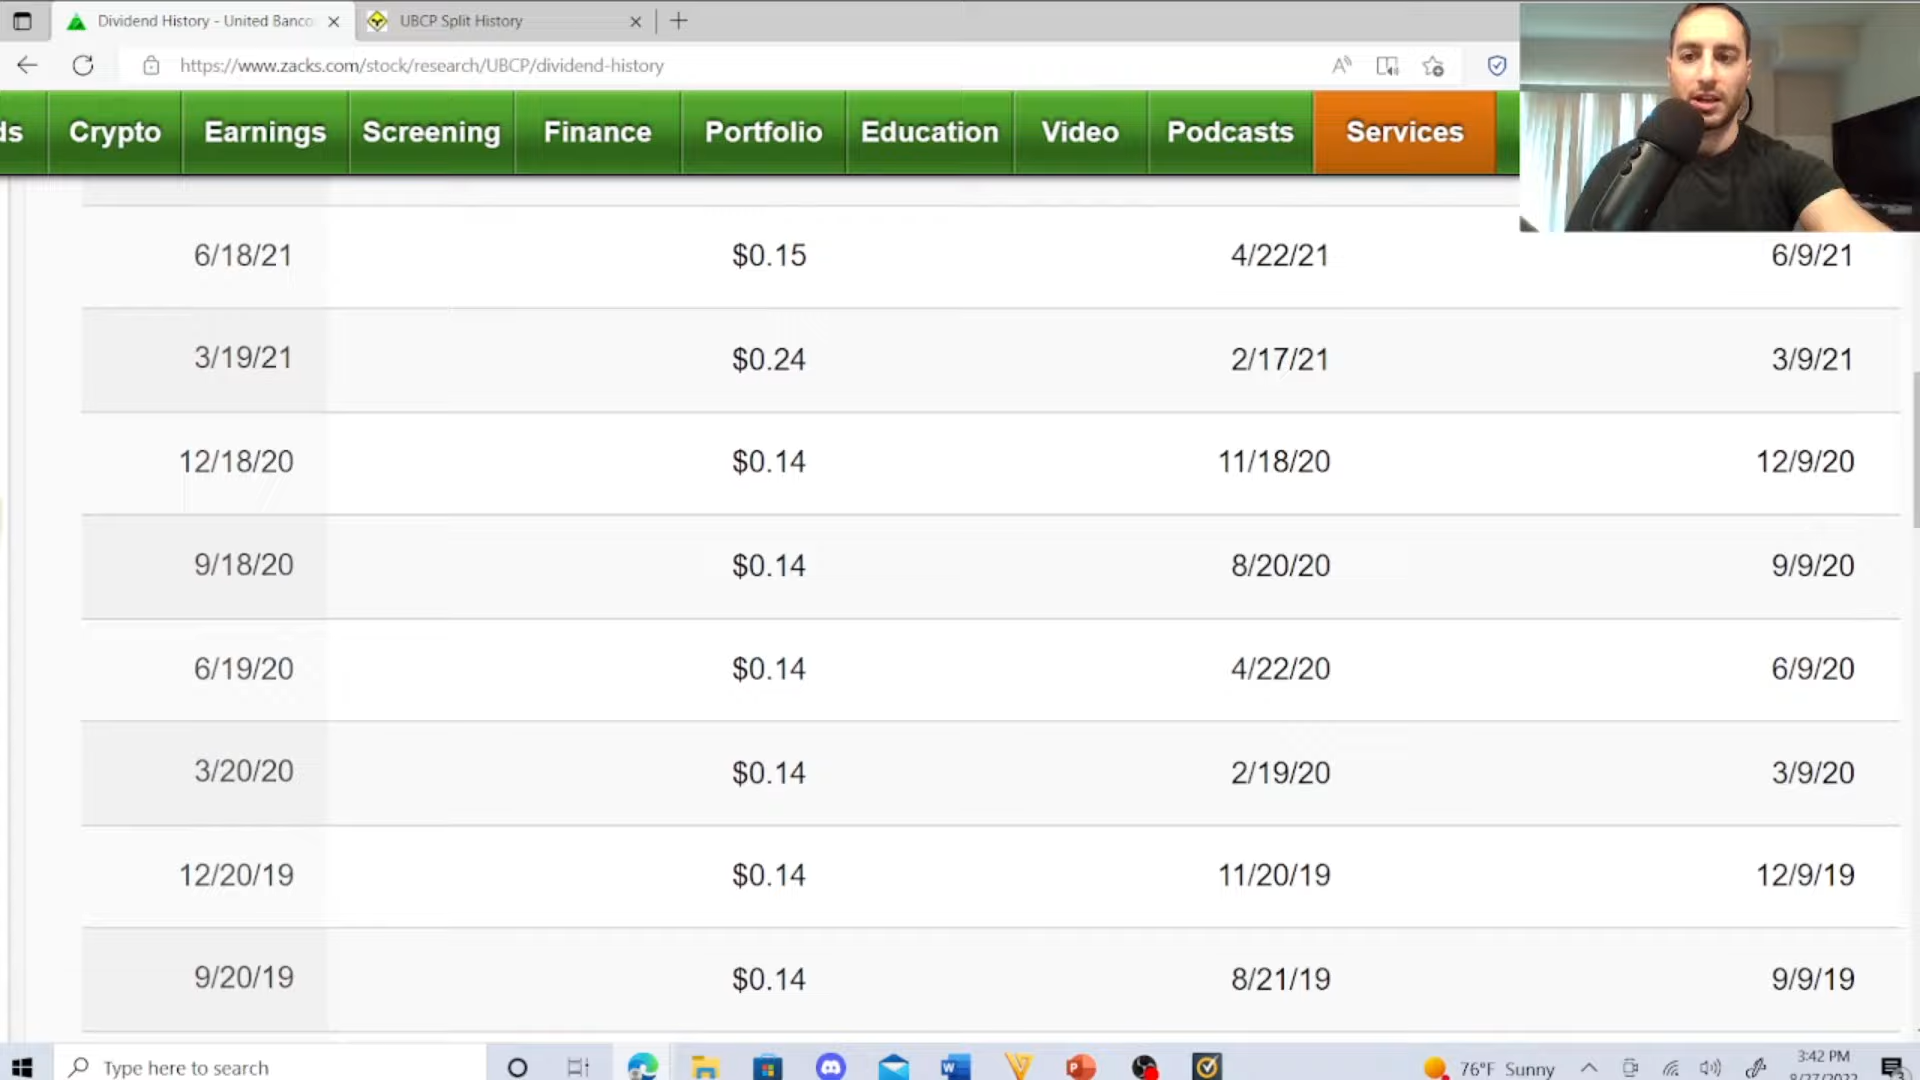 Dividend History - United Banco
UBCP Split History
https://www.zacks.com/stock/research/UBCP/dividend-history
ds Crypto Earnings Screening Finance Portfolio Education Video Podcasts Services
6/18/21 $0.15 4/22/21 6/9/21
3/19/21 $0.24 2/17/21 3/9/21
12/18/20 $0.14 11/18/20 12/9/20
9/18/20 $0.14 8/20/20 9/9/20
6/19/20 $0.14 4/22/20 6/9/20
3/20/20 $0.14 2/19/20 3/9/20
12/20/19 $0.14 11/20/19 12/9/19
9/20/19 $0.14 8/21/19 9/9/19
Type here to search
76°F Sunny
3:42 PM